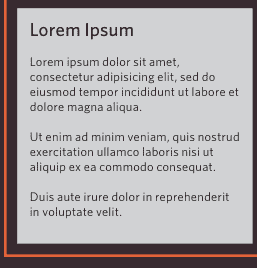 Lorem Ipsum
Lorem ipsum dolor sit amet,
consectetur adipisicing elit, sed do
eiusmod tempor incididunt ut labore et
dolore magna aliqua.
Ut enim ad minim veniam, quis nostrud
exercitation ullamco laboris nisi ut
aliquip ex ea commodo consequat.
Duis aute irure dolor in reprehenderit
in voluptate velit.